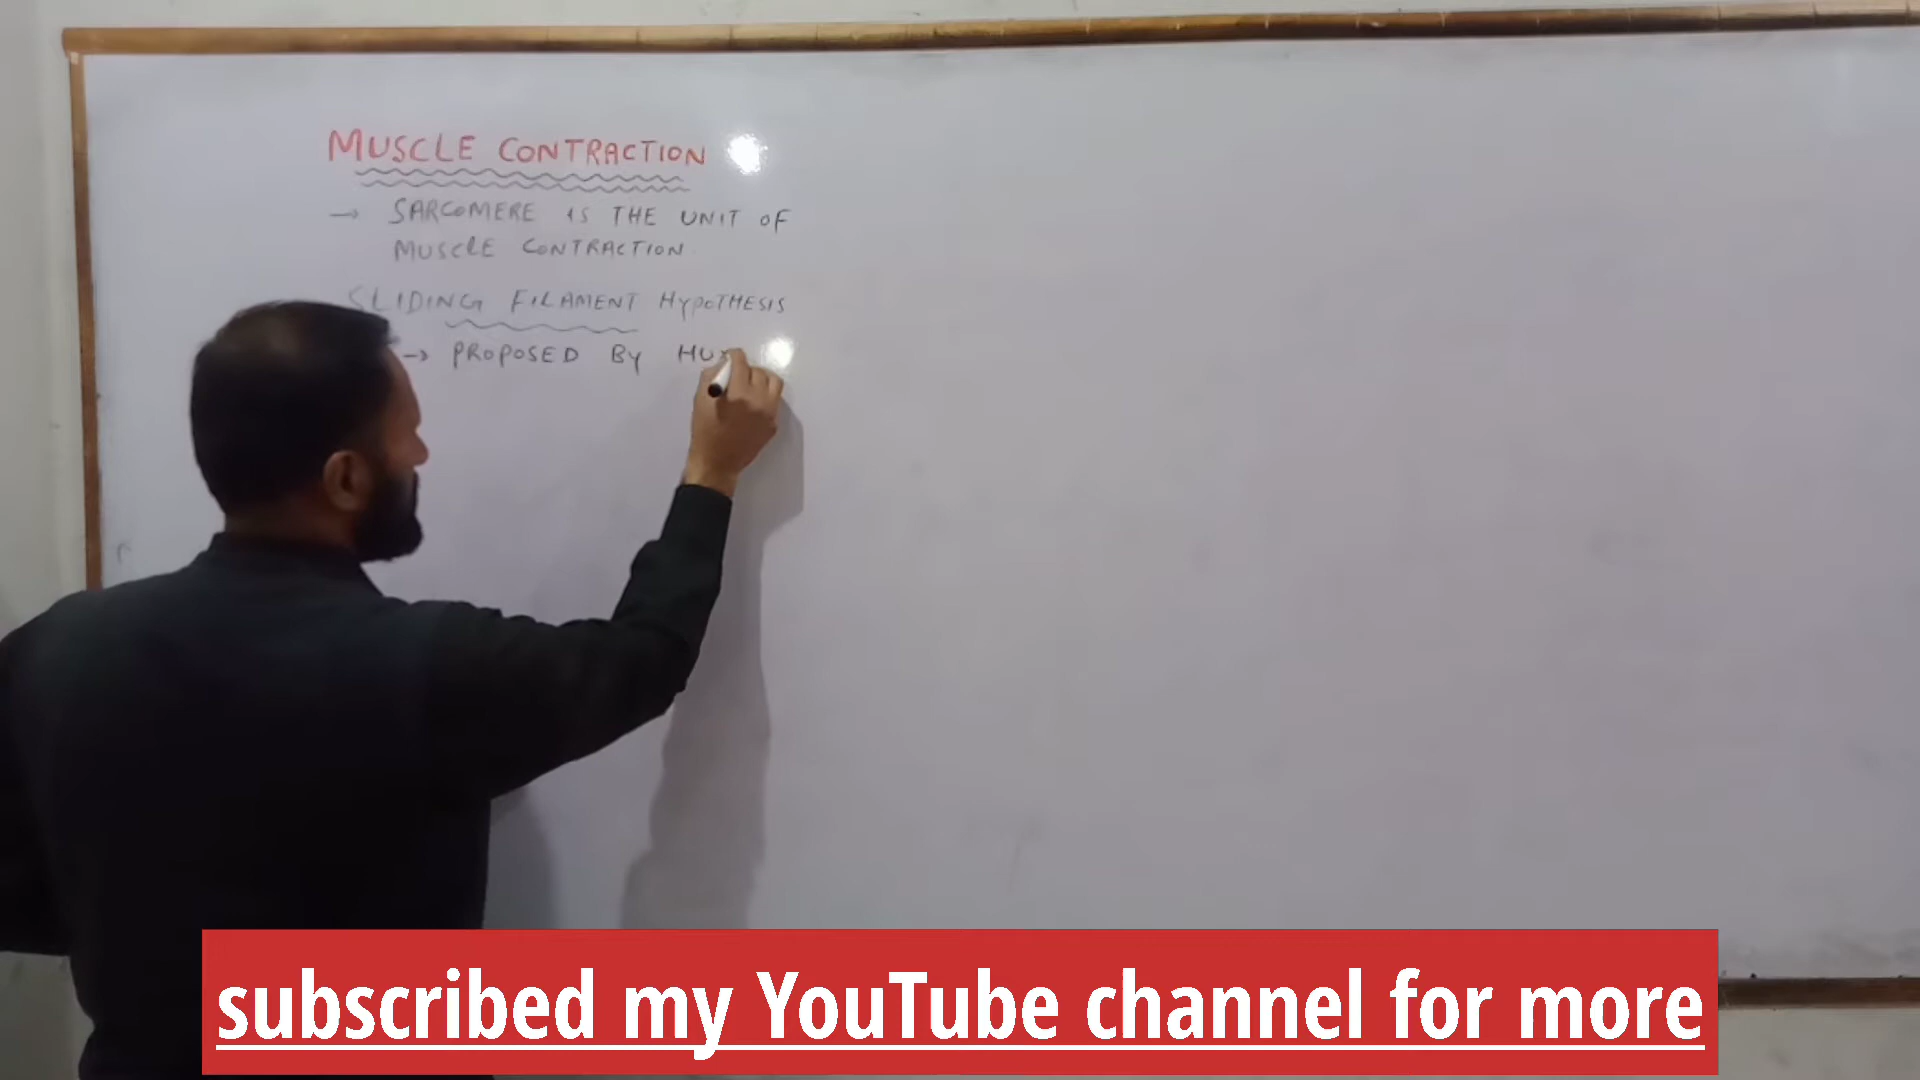 MUSCLE CONTRACTION
→ SARCOMERE IS THE UNIT OF
MUSCLE CONTRACTION.
SLIDING FILAMENT HYPOTHESIS
→ PROPOSED BY HUX
subscribed my YouTube channel for more